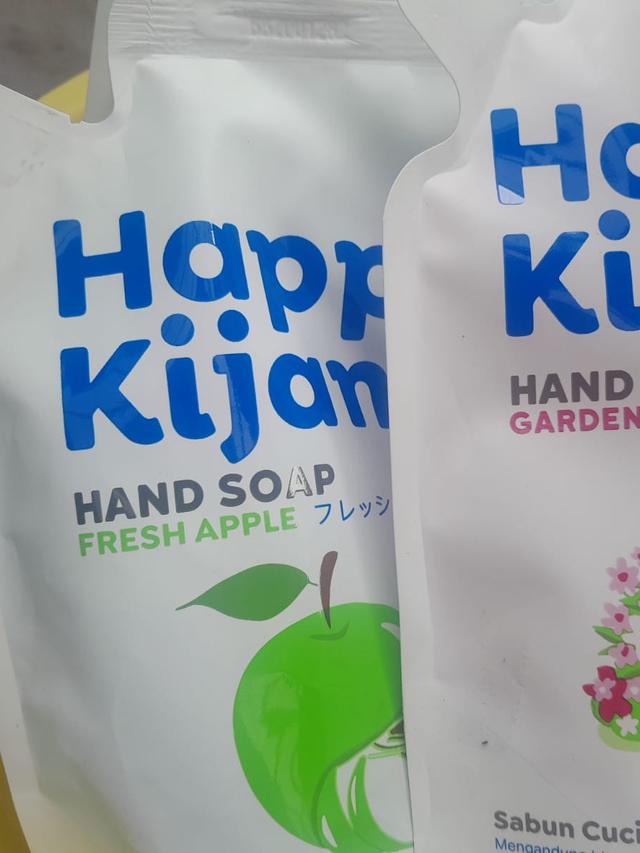 Happ
Kijan
HAND SOAP
FRESH APPLE フレッシ
Ha
Ki
HAND
GARDEN
Sabun Cuci